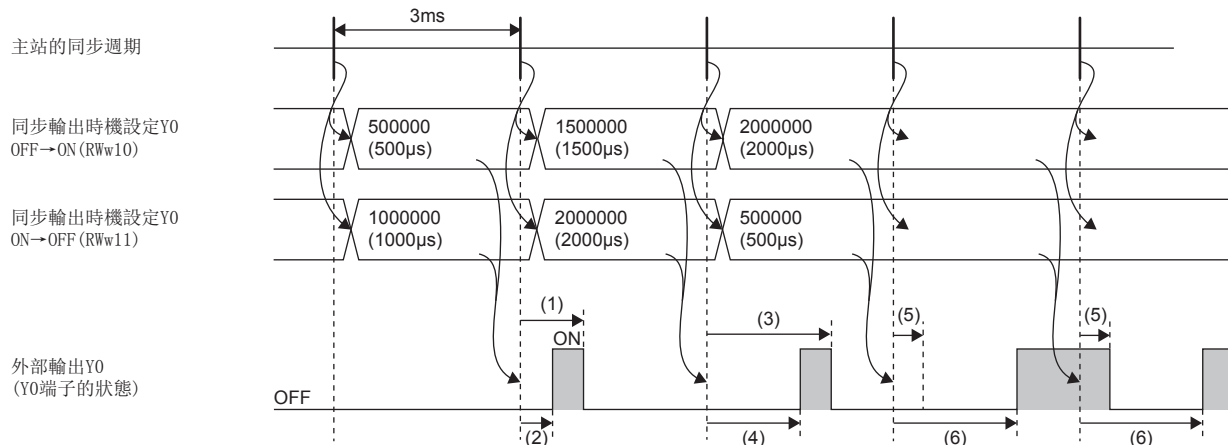 3ms
主站的同步週期
同步輸出時機設定Y0
OFF→ON(RWw10)
500000
(500μs)
1500000
(1500μs)
2000000
(2000μs)
同步輸出時機設定Y0
ON→OFF(RWw11)
1000000
(1000μs)
2000000
(2000μs)
500000
(500μs)
(1)
(3)
(5)
(5)
ON
外部輸出Y0
(Y0端子的狀態)
OFF
(2)
(4)
(6)
(6)